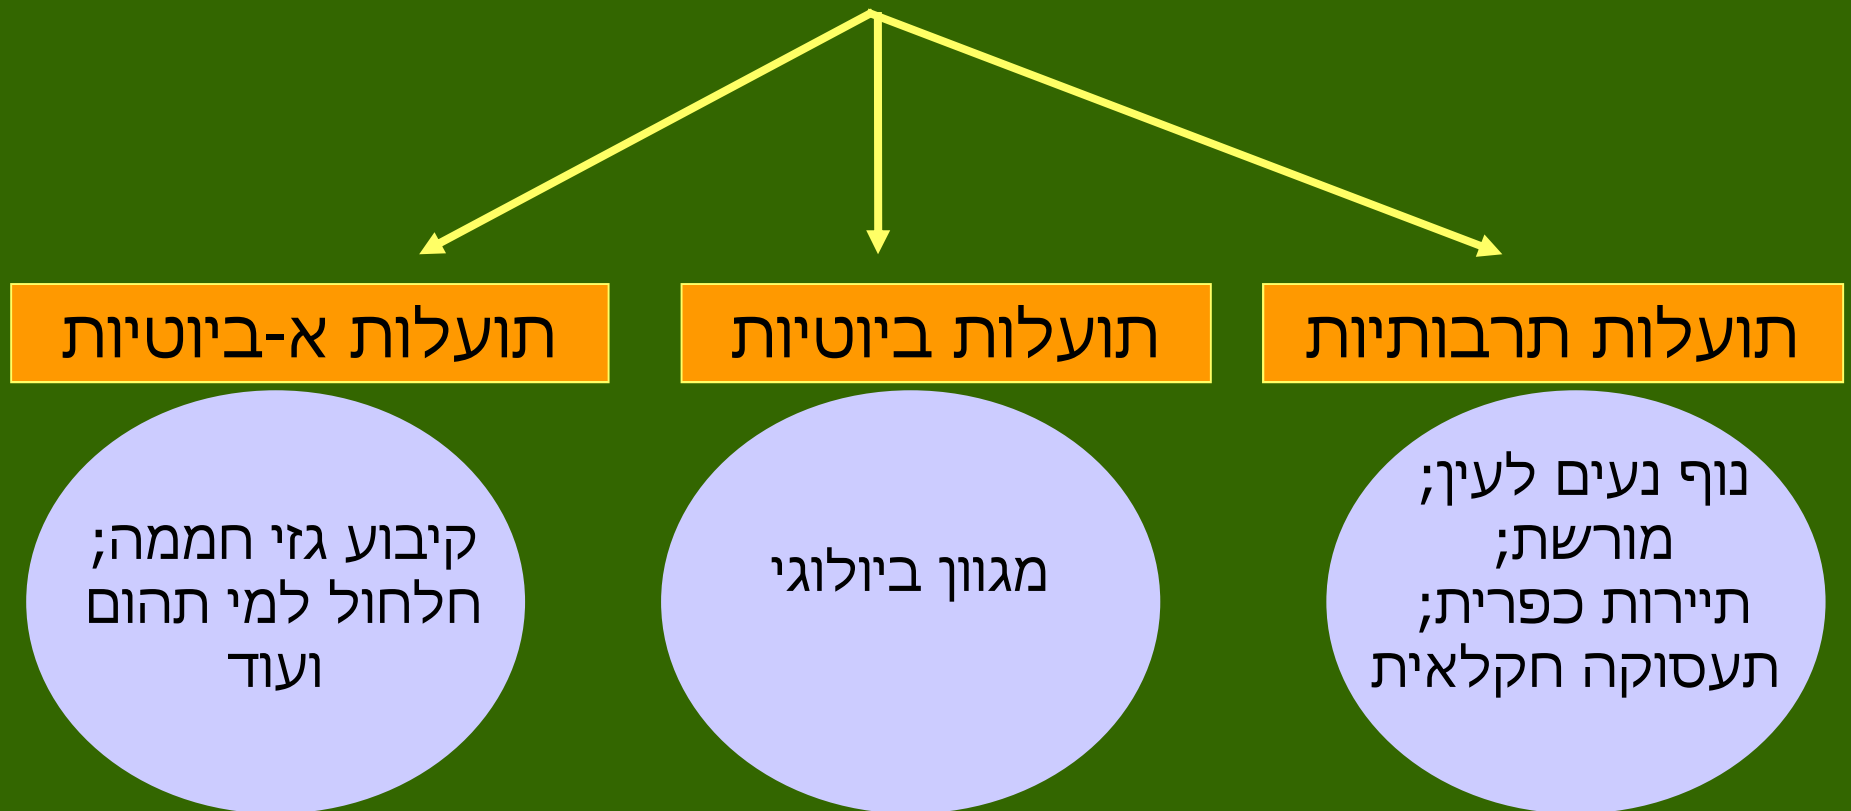 תועלות תרבותיות
נוף נעים לעין;
מורשת;
תיירות כפרית;
תעסוקה חקלאית
תועלות ביוטיות
מגוון ביולוגי
תועלות א-ביוטיות
קיבוע גזי חממה;
חלחול למי תהום
ועוד